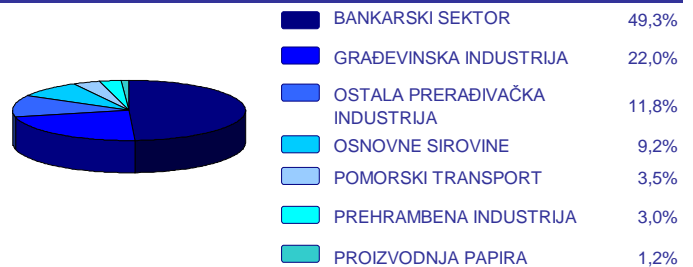 BANKARSKI SEKTOR 49,3%
GRAĐEVINSKA INDUSTRIJA 22,0%
OSTALA PRERAĐIVAČKA 11,8%
INDUSTRIJA
OSNOVNE SIROVINE 9,2%
POMORSKI TRANSPORT 3,5%
PREHRAMBENA INDUSTRIJA 3,0%
PROIZVODNJA PAPIRA 1,2%